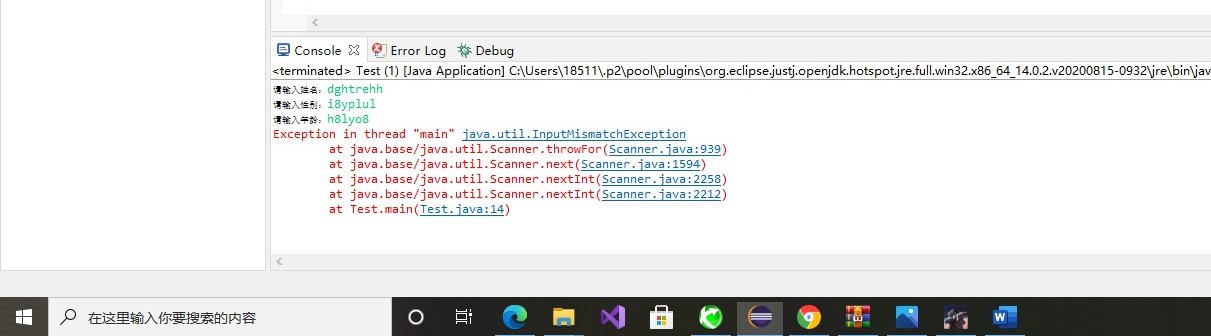 Console Error Log Debug
<terminated> Test (1) [Java Application] C:\Users\18511\.p2\pool\plugins\org.eclipse.justj.openjdk.hotspot.jre.full.win32.x86_64_14.0.2.v20200815-0932\jre\bin\jav
请输入姓名：dghtrehh
请输入性别：i8yplul
请输入年龄：h8lyo8
Exception in thread "main" java.util.InputMismatchException
at java.base/java.util.Scanner.throwFor(Scanner.java:939)
at java.base/java.util.Scanner.next(Scanner.java:1594)
at java.base/java.util.Scanner.nextInt(Scanner.java:2258)
at java.base/java.util.Scanner.nextInt(Scanner.java:2212)
at Test.main(Test.java:14)
在这里输入你要搜索的内容